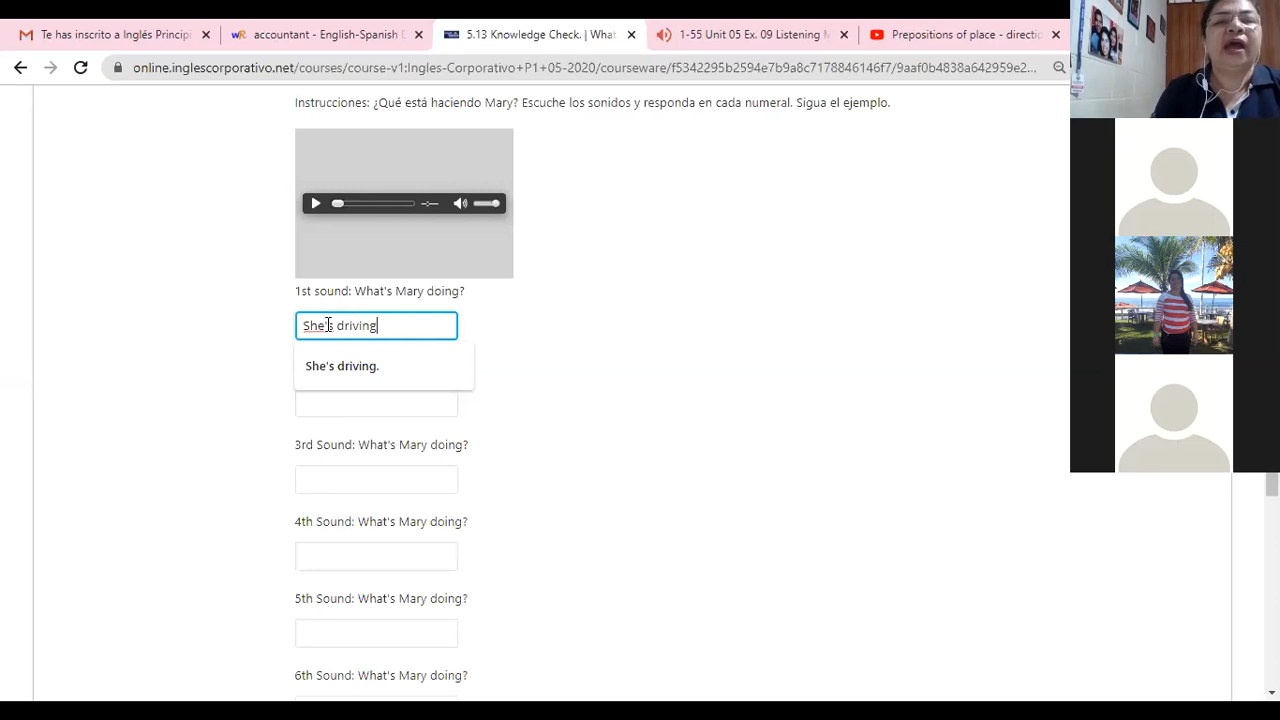 Te has inscrito a Inglés Princip
wR
accountant - English-Spanish D
5.13 Knowledge Check. | What
1-55 Unit 05 Ex. 09 Listening
Prepositions of place - directi
online.inglescorporativo.net/courses/course-v1:Ingles-Corporativo+P1+05-2020/courseware/f5342295b2594e7b9a8c7178846146f7/9aaf0b4838a642959e2...
Instrucciones: ¿Qué está haciendo Mary? Escuche los sonidos y responda en cada numeral. Siga el ejemplo.
1st sound: What's Mary doing?
She's driving
She's driving.
3rd Sound: What's Mary doing?
4th Sound: What's Mary doing?
5th Sound: What's Mary doing?
6th Sound: What's Mary doing?